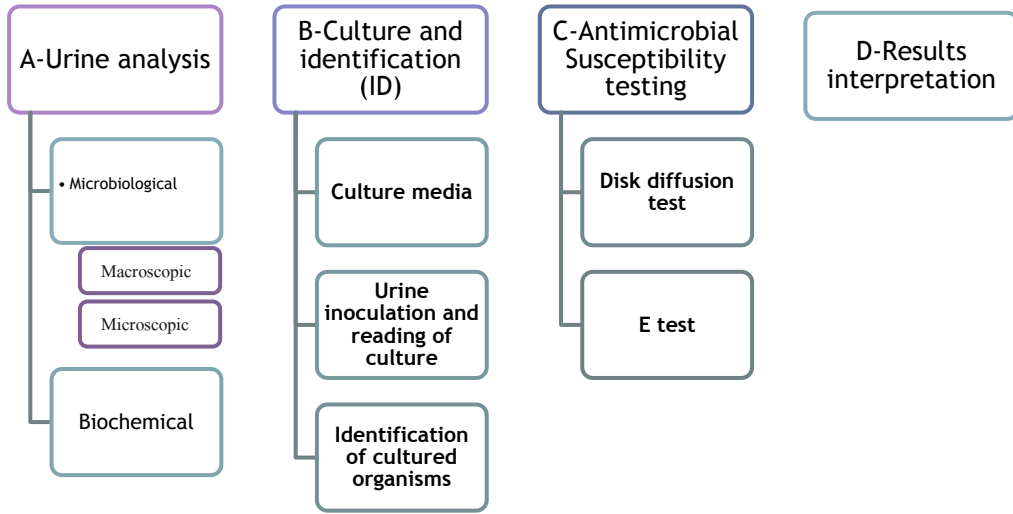 A-Urine analysis
• Microbiological
Macroscopic
Microscopic
Biochemical
B-Culture and
identification
(ID)
Culture media
Urine
inoculation and
reading of
culture
Identification
of cultured
organisms
C-Antimicrobial
Susceptibility
testing
Disk diffusion
test
E test
D-Results
interpretation